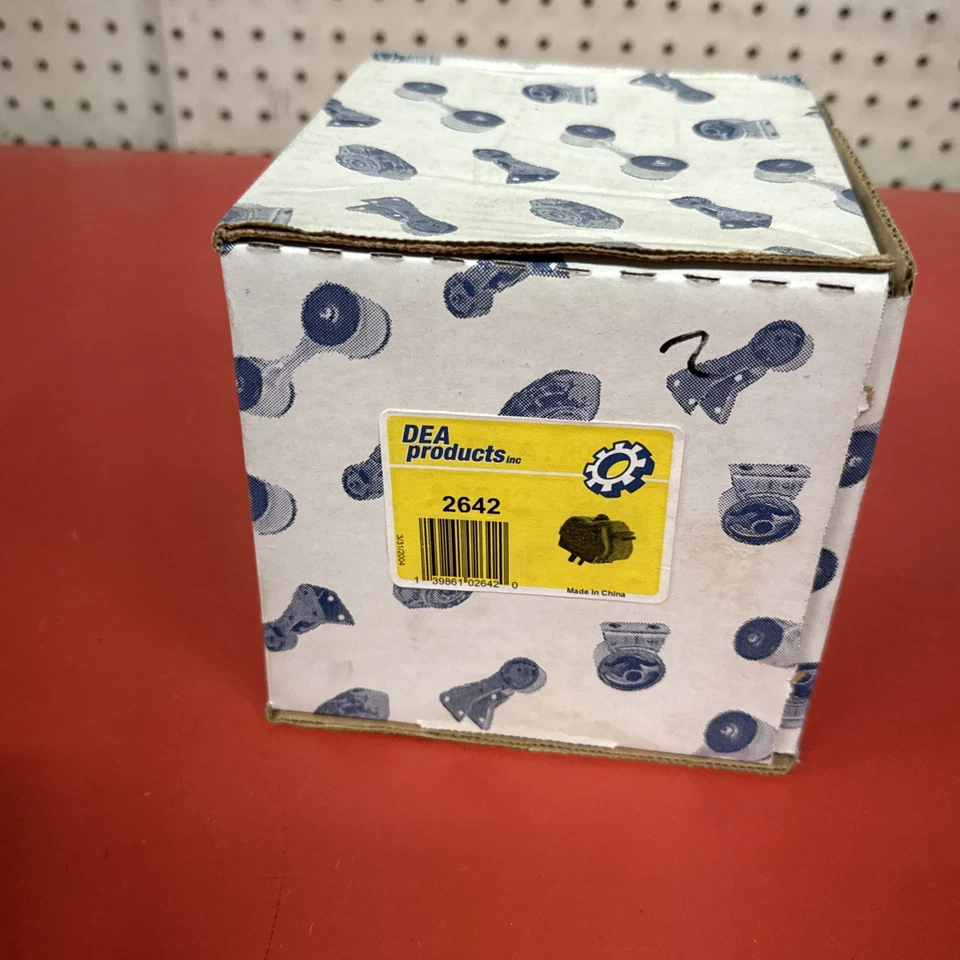 2
DEA
products inc
2642
3/31/2004
1 39861 02642 0
Made In China